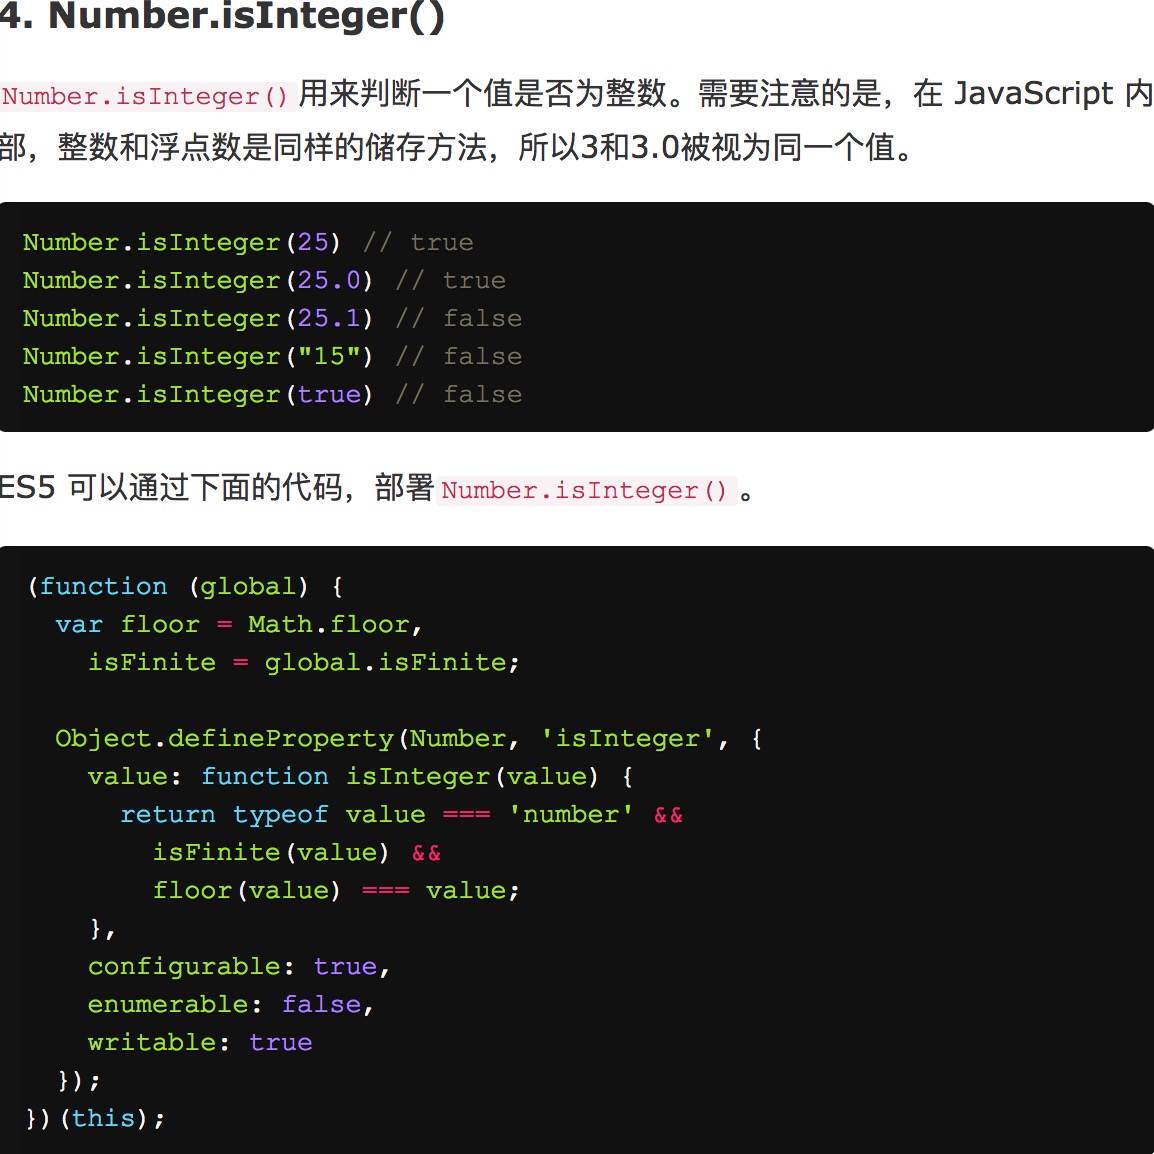 4. Number.isInteger()
Number.isInteger()用来判断一个值是否为整数。需要注意的是，在 JavaScript 内
部，整数和浮点数是同样的储存方法，所以3和3.0被视为同一个值。
Number.isInteger(25) // true
Number.isInteger(25.0) // true
Number.isInteger(25.1) // false
Number.isInteger("15") // false
Number.isInteger(true) // false
ES5 可以通过下面的代码，部署Number.isInteger()。
(function (global) {
  var floor = Math.floor,
    isFinite = global.isFinite;
  Object.defineProperty(Number, 'isInteger', {
    value: function isInteger(value) {
      return typeof value === 'number' &&
        isFinite(value) &&
        floor(value) === value;
    },
    configurable: true,
    enumerable: false,
    writable: true
  });
})(this);